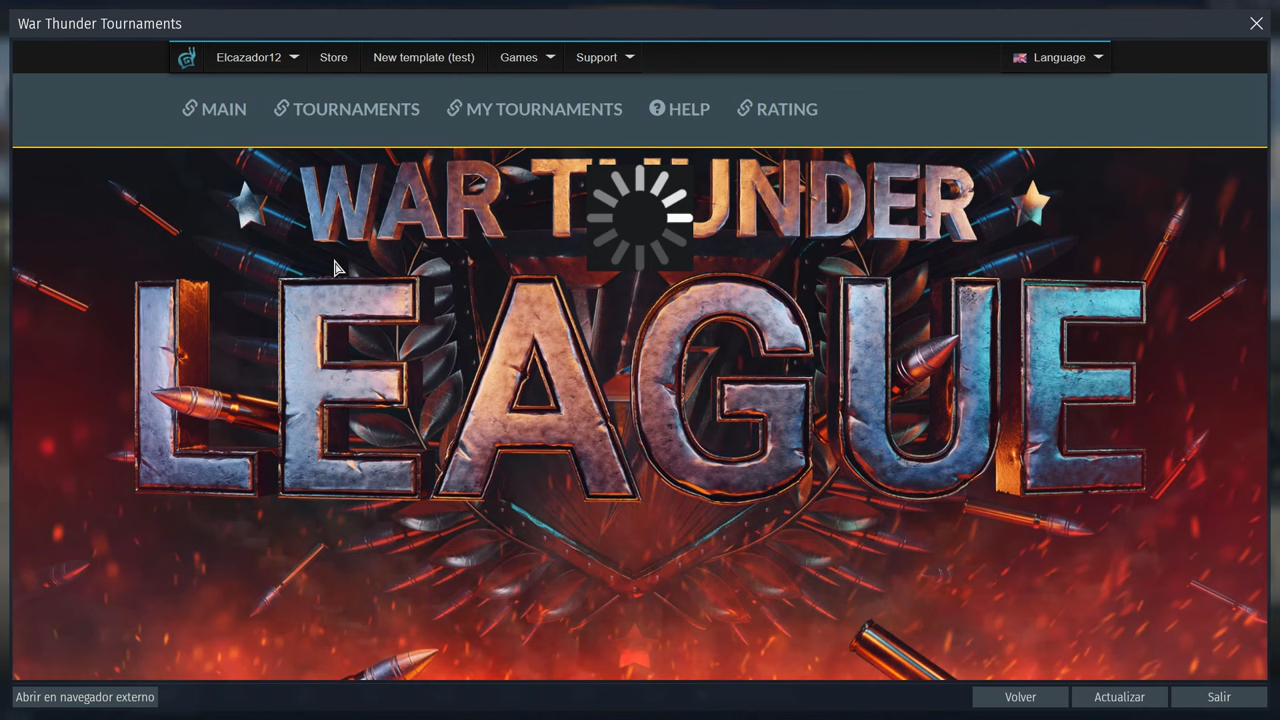 War Thunder Tournaments
Elcazador12 Store New template (test) Games Support Language
MAIN TOURNAMENTS MY TOURNAMENTS HELP RATING
WAR THUNDER
LEAGUE
Abrir en navegador externo Volver Actualizar Salir